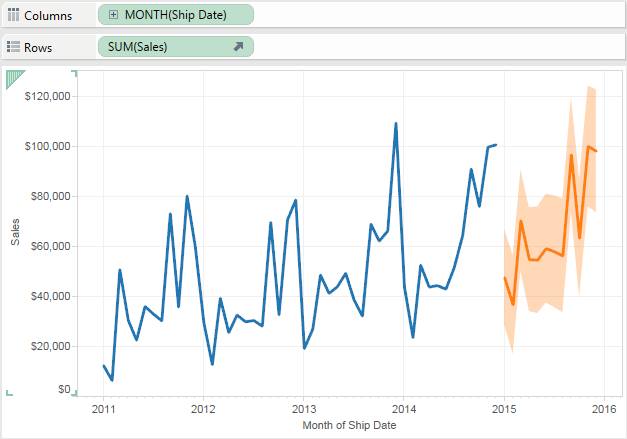 Columns MONTH(Ship Date)
Rows SUM(Sales)
$120,000
$100,000
$80,000
$60,000
$40,000
$20,000
$0
Sales
2011 2012 2013 2014 2015 2016
Month of Ship Date